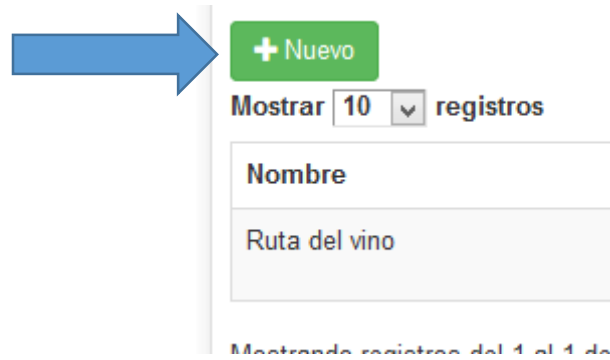 Nuevo
Mostrar 10 registros
Nombre
Ruta del vino
Mostrando registros del 1 al 1 de